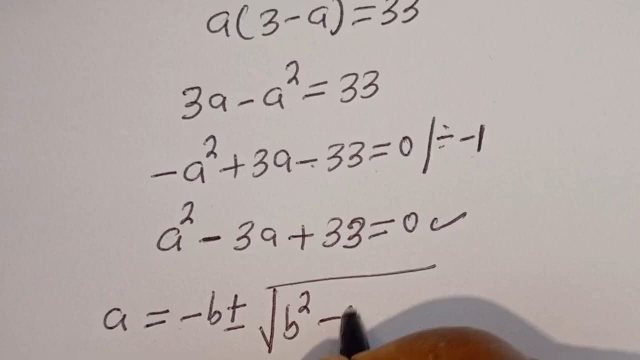 a(3-a)=33
3a-a²=33
-a²+3a-33=0/÷-1
a²-3a+33=0✓
a=-b±√b²-